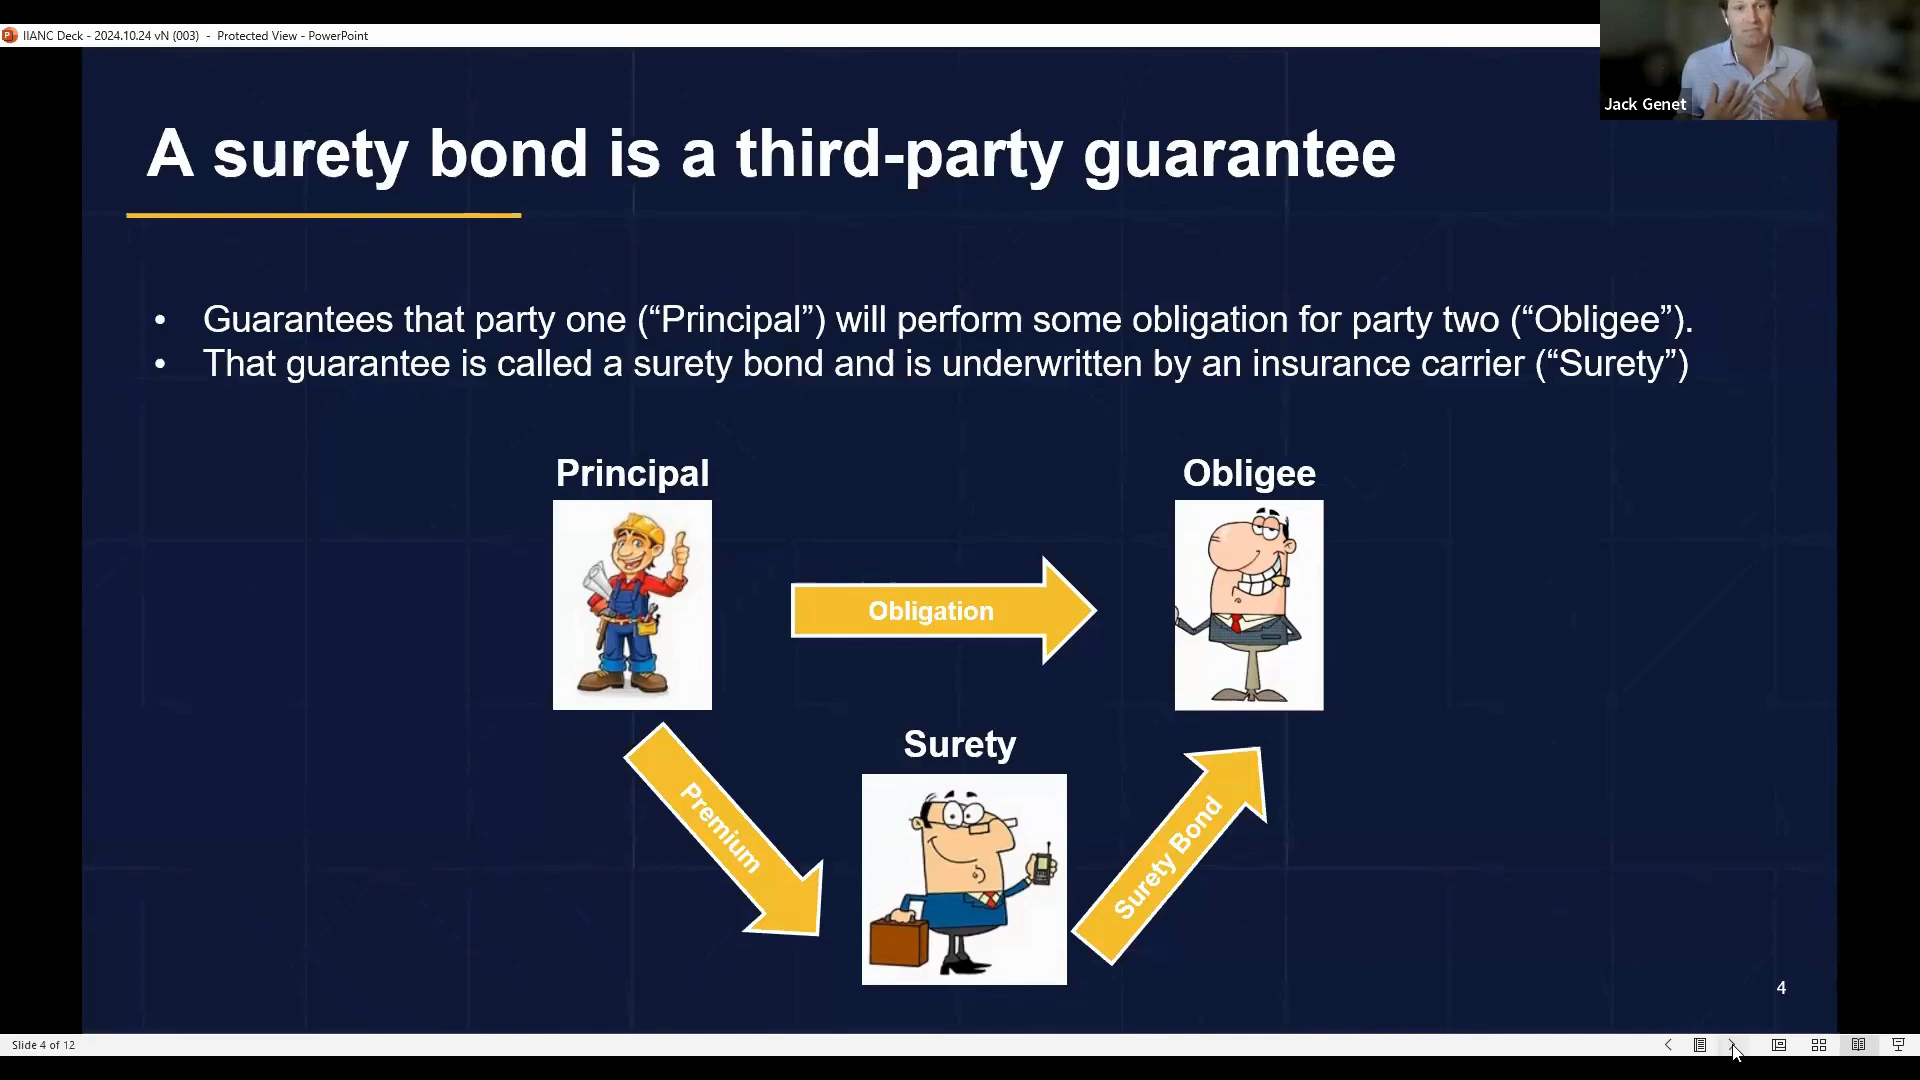 IIANC Deck - 2024.10.24 vN (003) - Protected View - PowerPoint
Jack Genet
A surety bond is a third-party guarantee
• Guarantees that party one (“Principal”) will perform some obligation for party two (“Obligee”).
• That guarantee is called a surety bond and is underwritten by an insurance carrier (“Surety”)
Principal
Obligee
Obligation
Surety
Premium
Surety Bond
4
Slide 4 of 12